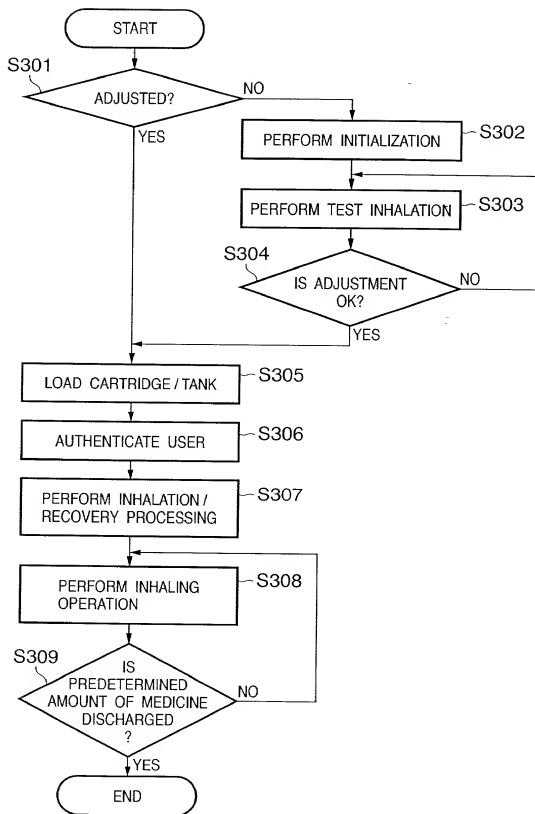 START
S301
ADJUSTED?
NO
YES
PERFORM INITIALIZATION
S302
PERFORM TEST INHALATION
S303
S304
IS ADJUSTMENT
OK?
NO
YES
LOAD CARTRIDGE/TANK
S305
AUTHENTICATE USER
S306
PERFORM INHALATION/
RECOVERY PROCESSING
S307
PERFORM INHALING
OPERATION
S308
S309
IS
PREDETERMINED
AMOUNT OF MEDICINE
DISCHARGED
?
NO
YES
END